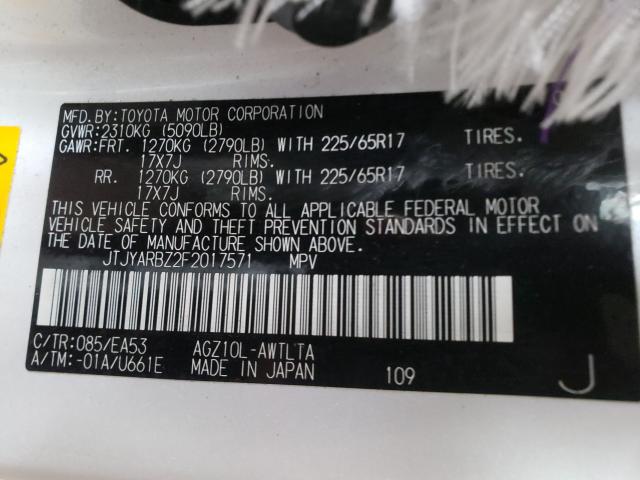 MFD. BY:TOYOTA MOTOR CORPORATION
GVWR:2310KG (5090LB)
GAWR:FRT. 1270KG (2790LB) WITH 225/65R17 TIRES.
17X7J RIMS.
RR. 1270KG (2790LB) WITH 225/65R17 TIRES.
17X7J RIMS.
THIS VEHICLE CONFORMS TO ALL APPLICABLE FEDERAL MOTOR
VEHICLE SAFETY AND THEFT PREVENTION STANDARDS IN EFFECT ON
THE DATE OF MANUFACTURE SHOWN ABOVE.
JTJYARBZ2F2017571 MPV
C/TR:085/EA53 AGZ10L-AWTLTA
A/TM:-01A/U661E MADE IN JAPAN 109 J